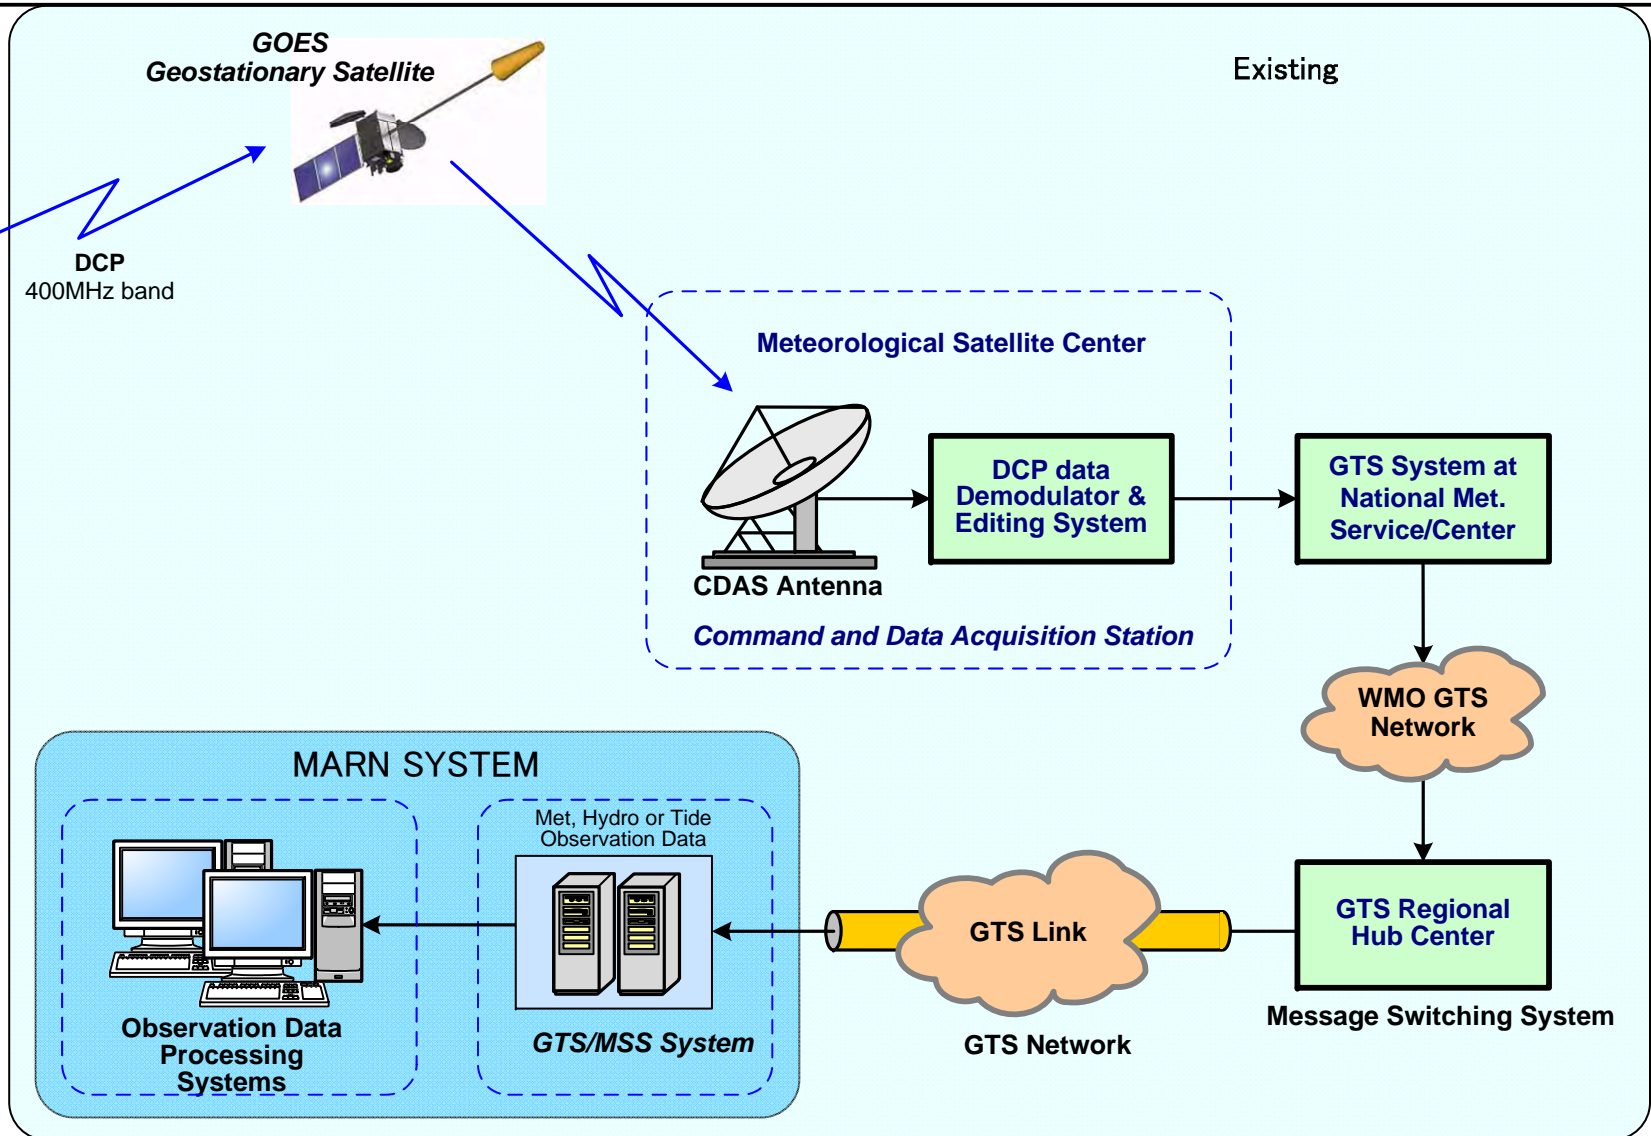 GOES
Geostationary Satellite
Existing
DCP
400MHz band
Meteorological Satellite Center
DCP data
Demodulator &
Editing System
GTS System at
National Met.
Service/Center
CDAS Antenna
Command and Data Acquisition Station
WMO GTS
Network
MARN SYSTEM
Met, Hydro or Tide
Observation Data
GTS Link
GTS Regional
Hub Center
Observation Data
Processing
Systems
GTS/MSS System
GTS Network
Message Switching System